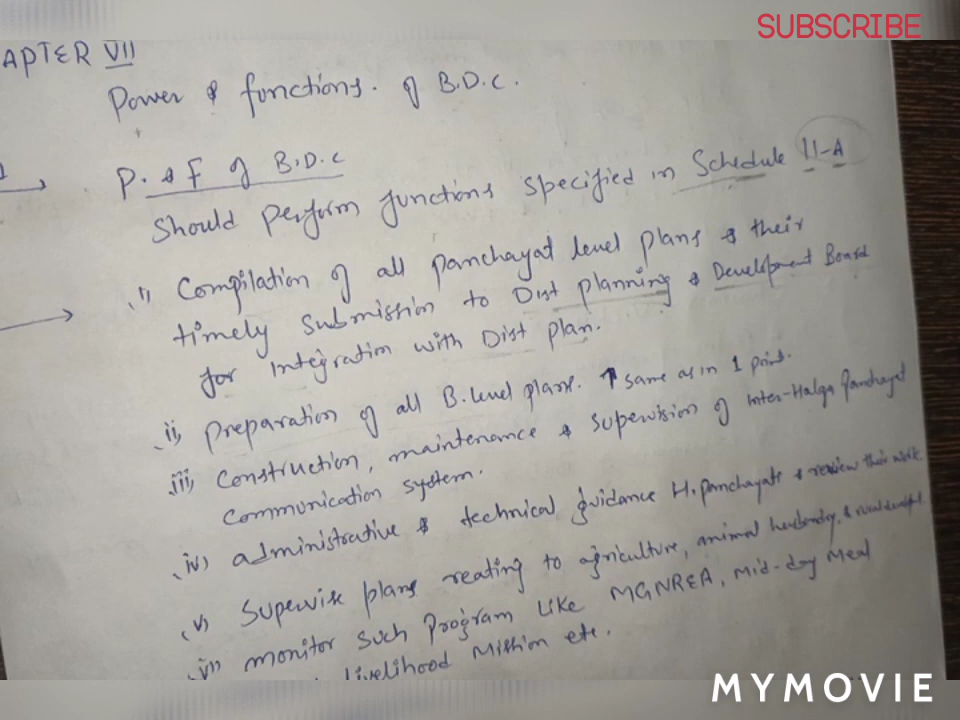 SUBSCRIBE
APTER VII
Power & functions. of B.D.C.
P. & F of B.D.C
Should perform functions specified in Schedule II-A
i) Compilation of all panchayat level plans & their
timely submission to Dist planning & Development Board
for integration with Dist plan.
ii) preparation of all B.level plans. ↑ same as in 1 point.
iii) Construction, maintenance & supervision of Inter-Halqa panchayat
communication system.
iv) administrative & technical guidance H. panchayats & review their work
v) Supervise plans reating to agriculture, animal husbandry, &
vi) monitor such program like MGNREA, Mid-day Meal
livelihood Mission etc.
MYMOVIE